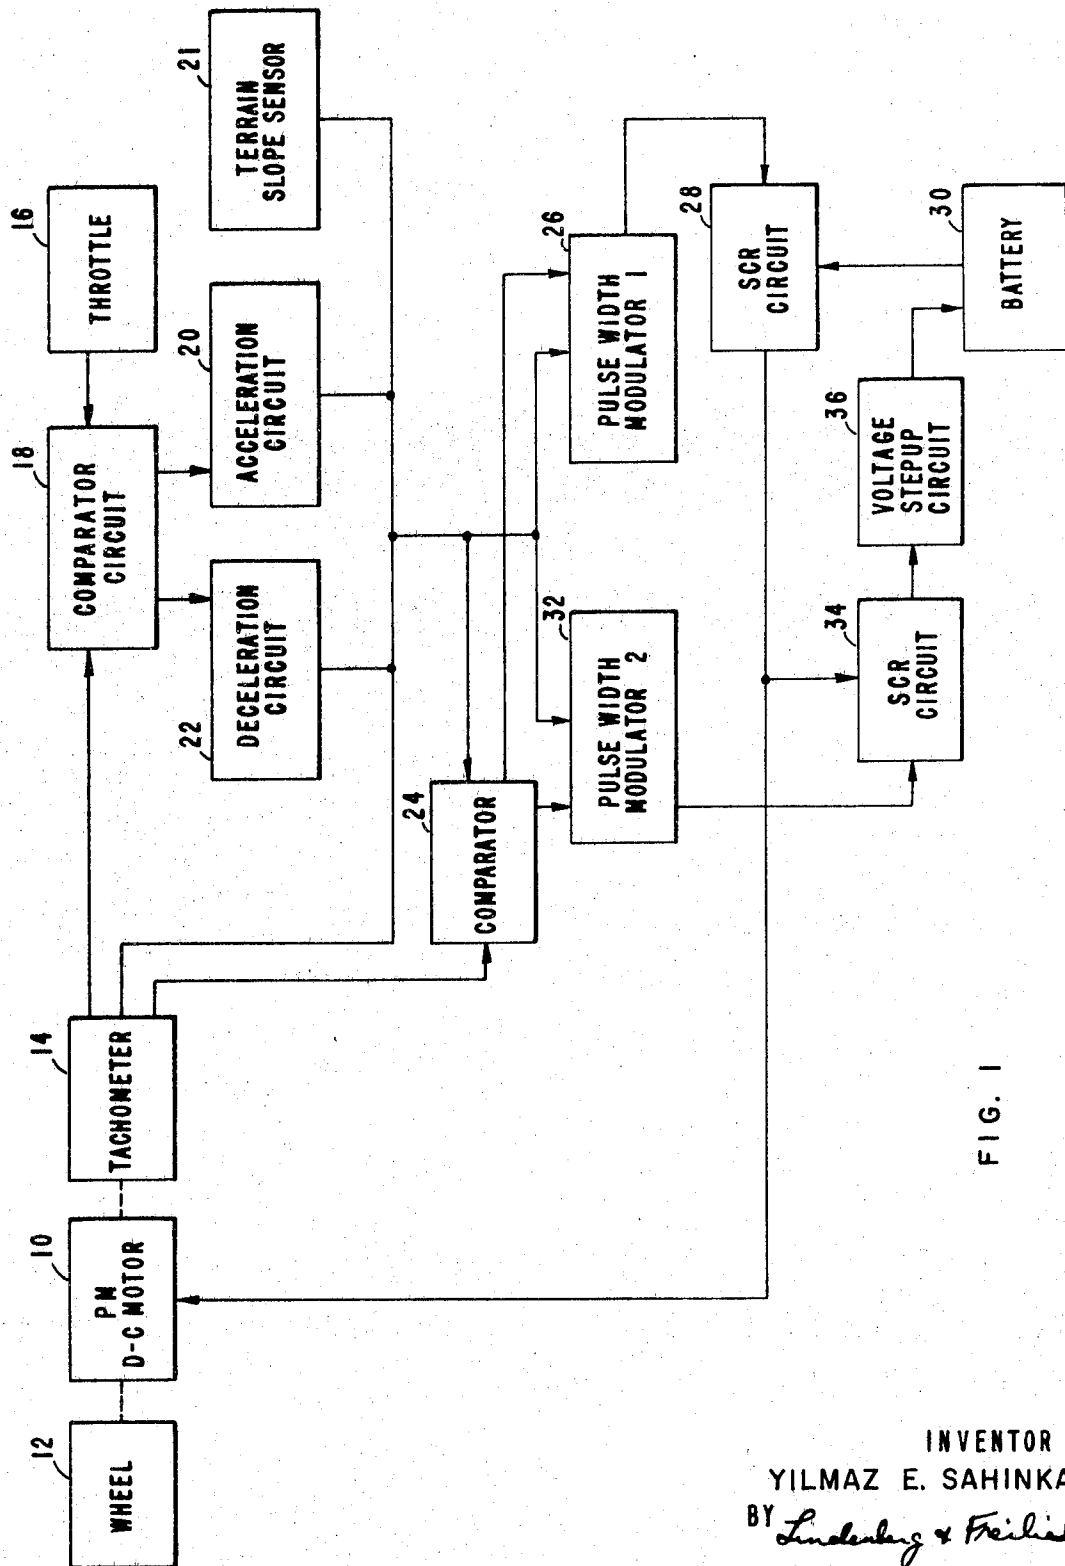 12
WHEEL
10
PM
D-C MOTOR
14
TACHOMETER
18
COMPARATOR
CIRCUIT
16
THROTTLE
22
DECELERATION
CIRCUIT
20
ACCELERATION
CIRCUIT
21
TERRAIN
SLOPE SENSOR
24
COMPARATOR
32
PULSE WIDTH
MODULATOR 2
26
PULSE WIDTH
MODULATOR 1
28
SCR
CIRCUIT
34
SCR
CIRCUIT
36
VOLTAGE
STEPUP
CIRCUIT
30
BATTERY
FIG. 1
INVENTOR
YILMAZ E. SAHINKA
BY Lindenberg &